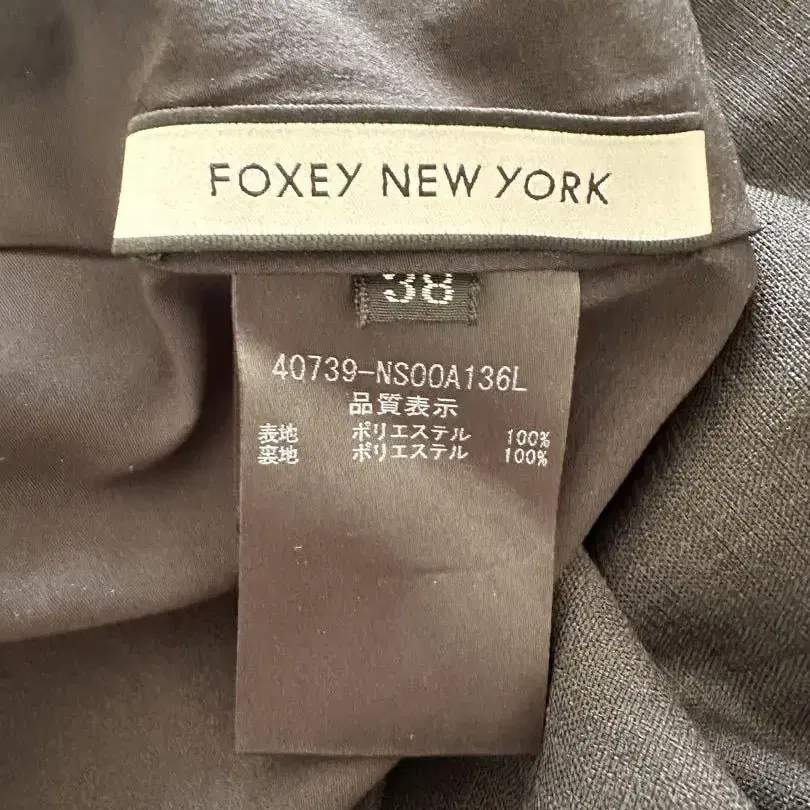 FOXEY NEW YORK
38
40739-NS00A136L
品質表示
表地 ポリエステル 100%
裏地 ポリエステル 100%